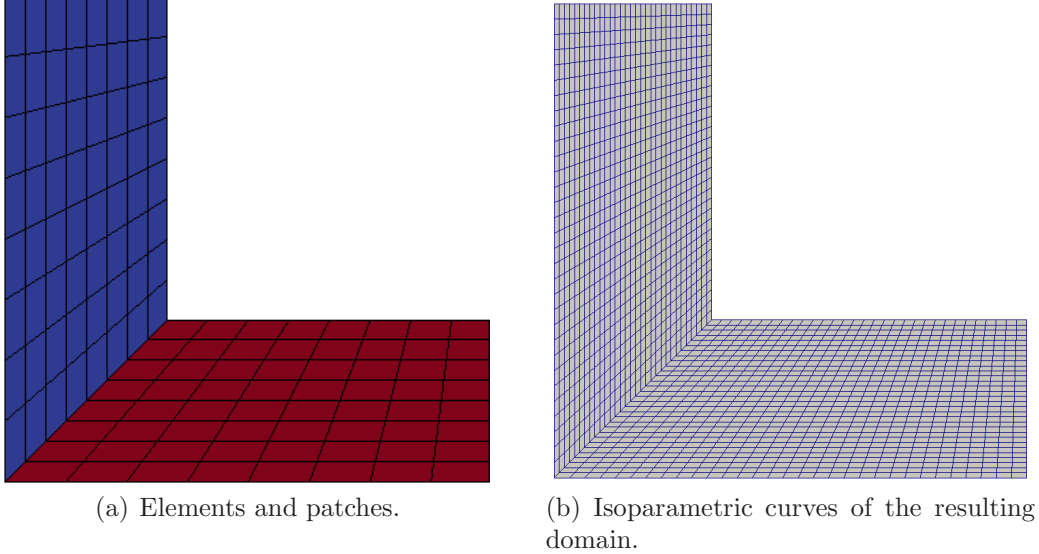 (a) Elements and patches.
(b) Isoparametric curves of the resulting
domain.